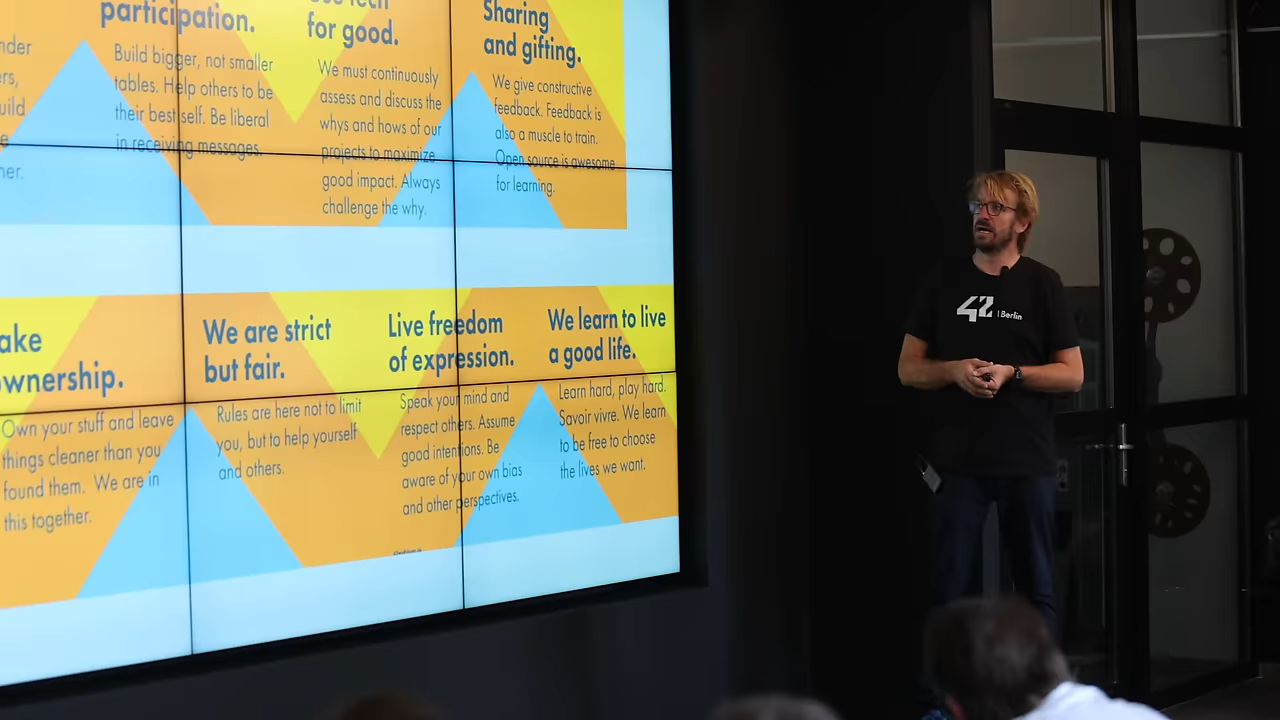 participation.
Build bigger, not smaller
tables. Help others to be
their best self. Be liberal
in receiving messages.
for good.
We must continuously
assess and discuss the
whys and hows of our
projects to maximize
good impact. Always
challenge the why.
Sharing
and gifting.
We give constructive
feedback. Feedback is
also a muscle to train.
Open source is awesome
for learning.
ake
ownership.
Own your stuff and leave
things cleaner than you
found them. We are in
this together.
We are strict
but fair.
Rules are here not to limit
you, but to help yourself
and others.
Live freedom
of expression.
Speak your mind and
respect others. Assume
good intentions. Be
aware of your own bias
and other perspectives.
We learn to live
a good life.
Learn hard, play hard.
Savoir vivre. We learn
to be free to choose
the lives we want.
42 | Berlin